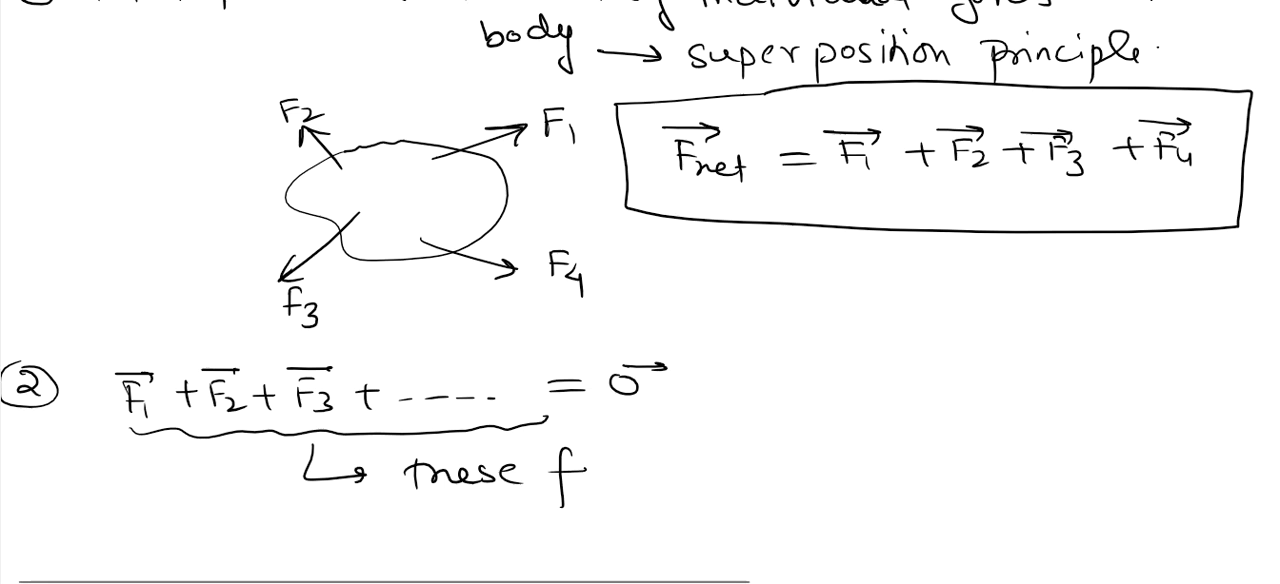 body → superposition principle.
F2
F1
F⃗net = F⃗1 + F⃗2 + F⃗3 + F⃗4
F4
f3
② F⃗1 + F⃗2 + F⃗3 + ----- = 0⃗
↳ these f